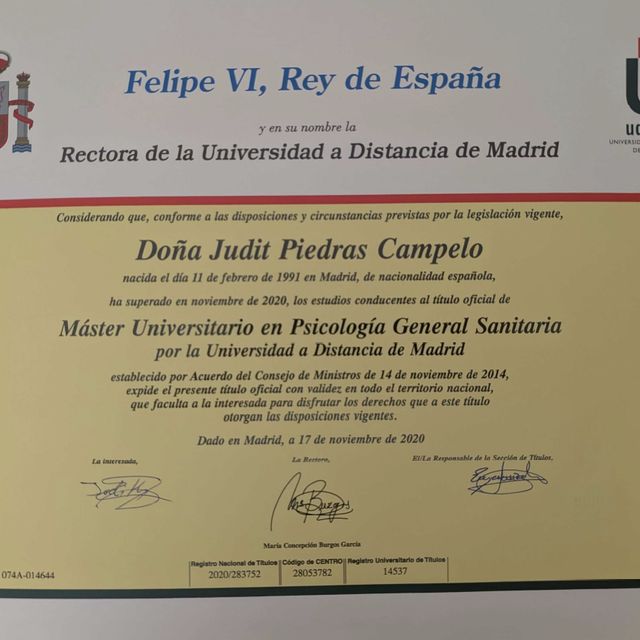 Felipe VI, Rey de España
y en su nombre la
Rectora de la Universidad a Distancia de Madrid
Considerando que, conforme a las disposiciones y circunstancias previstas por la legislación vigente,
Doña Judit Piedras Campelo
nacida el día 11 de febrero de 1991 en Madrid, de nacionalidad española,
ha superado en noviembre de 2020, los estudios conducentes al título oficial de
Máster Universitario en Psicología General Sanitaria
por la Universidad a Distancia de Madrid
establecido por Acuerdo del Consejo de Ministros de 14 de noviembre de 2014,
expide el presente título oficial con validez en todo el territorio nacional,
que faculta a la interesada para disfrutar los derechos que a este título
otorgan las disposiciones vigentes.
Dado en Madrid, a 17 de noviembre de 2020
La interesada, La Rectora, El/La Responsable de la Sección de Títulos,
María Concepción Burgos García
074A-014644
Registro Nacional de Títulos Código de CENTRO Registro Universitario de Títulos
2020/283752 28053782 14537